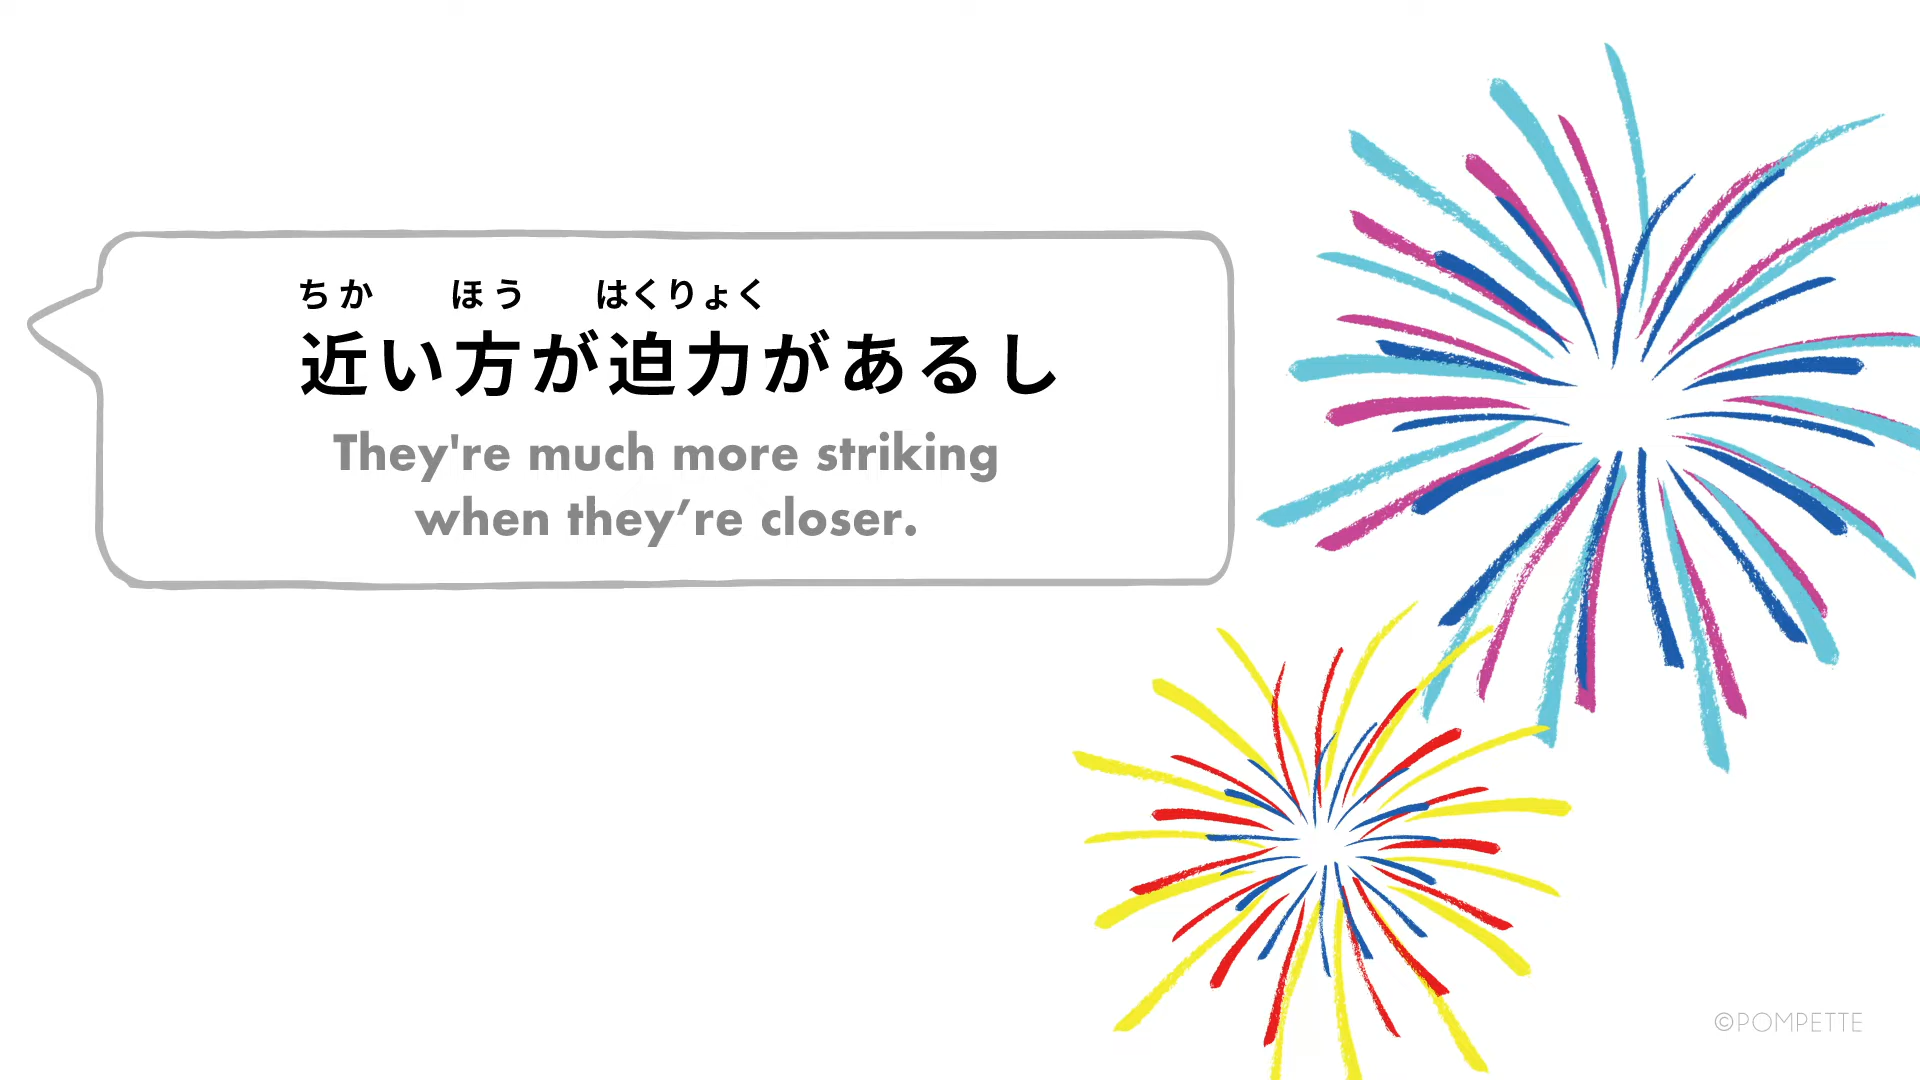 ちか ほう はくりょく
近い方が迫力があるし
They're much more striking
when they’re closer.
©POMPETTE